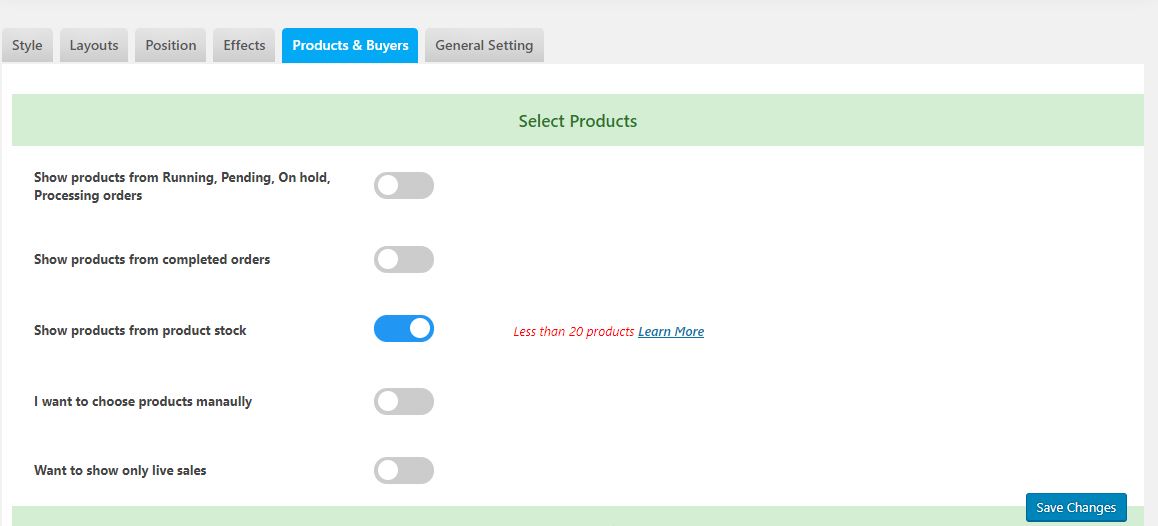 Style Layouts Position Effects Products & Buyers General Setting
Select Products
Show products from Running, Pending, On hold,
Processing orders
Show products from completed orders
Show products from product stock
Less than 20 products Learn More
I want to choose products manaully
Want to show only live sales
Save Changes